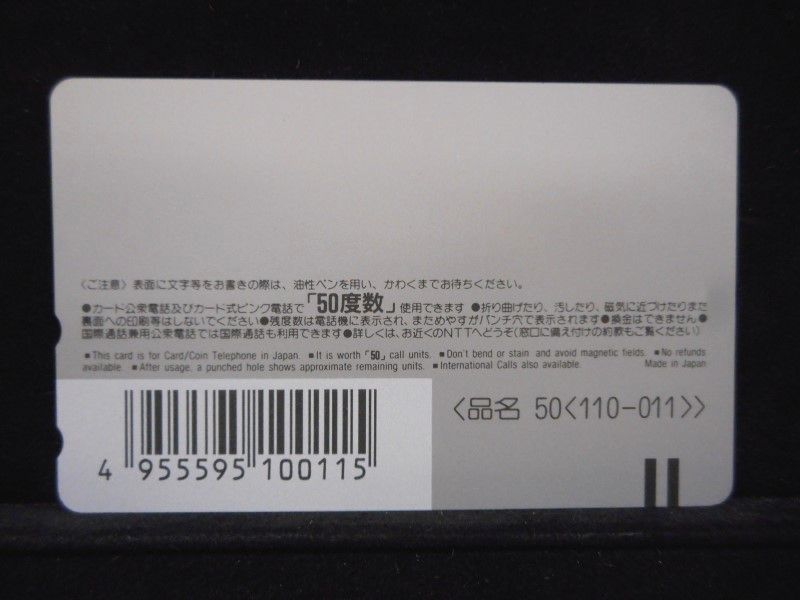 〈ご注意〉表面に文字等をお書きの際は、油性ペンを用い、かわくまでお待ちください。
●カード公衆電話及びカード式ピンク電話で「50度数」使用できます ●折り曲げたり、汚したり、磁気に近づけたりまた
裏面への印刷等はしないでください●残度数は電話機に表示され、まためやすがパンチ穴で表示されます●換金はできません●
国際通話兼用公衆電話では国際通話も利用できます●詳しくは、お近くのNTTへどうぞ(窓口に備え付けの約款もご覧ください)
■This card is for Card/Coin Telephone in Japan. ■It is worth「50」call units. ■Don't bend or stain and avoid magnetic fields. ■No refunds
available. ■After usage, a punched hole shows approximate remaining units. ■International Calls also available. Made in Japan
〈品名 50〈110-011〉〉
4 955595 100115